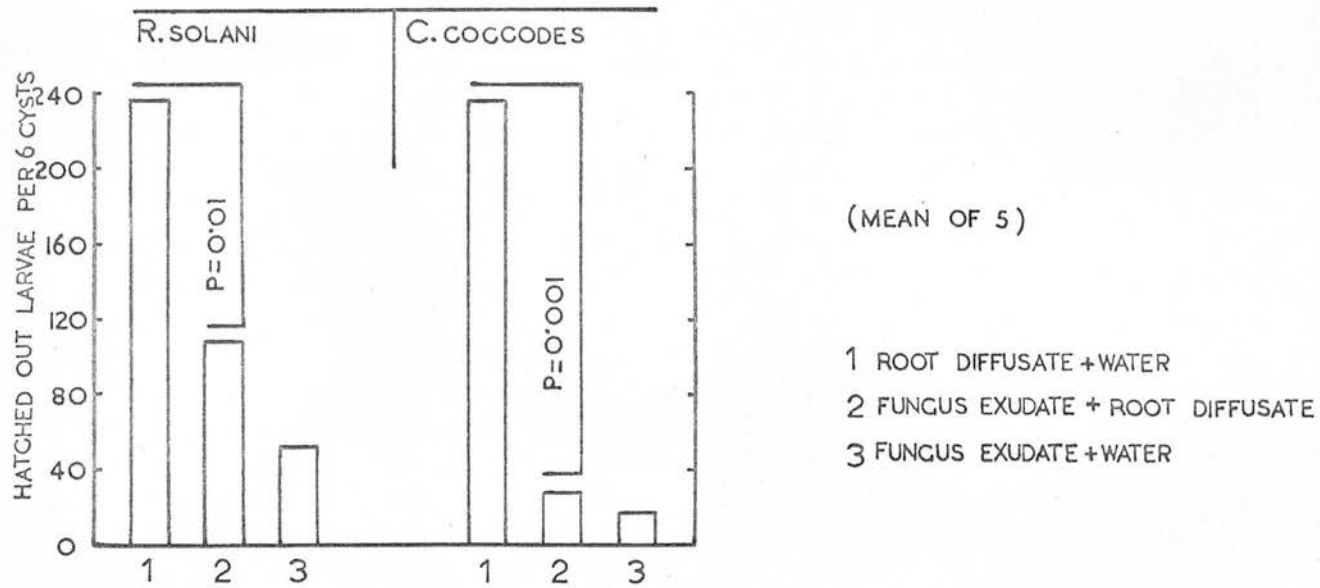 R. SOLANI
C. COCCODES
HATCHED OUT LARVAE PER 6 CYSTS
240
200
160
120
80
40
0
P=0.01
P=0.001
1 2 3
1 2 3
(MEAN OF 5)
1 ROOT DIFFUSATE + WATER
2 FUNGUS EXUDATE + ROOT DIFFUSATE
3 FUNGUS EXUDATE + WATER